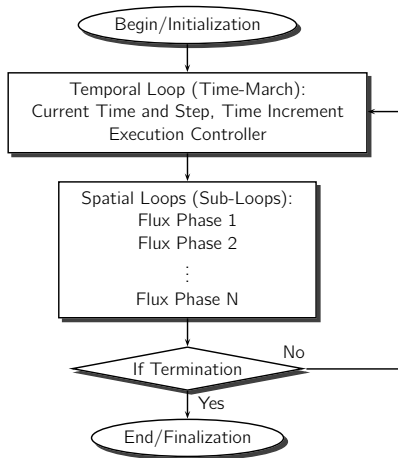 Begin/Initialization
Temporal Loop (Time-March):
Current Time and Step, Time Increment
Execution Controller
Spatial Loops (Sub-Loops):
Flux Phase 1
Flux Phase 2
⋮
Flux Phase N
No
If Termination
Yes
End/Finalization